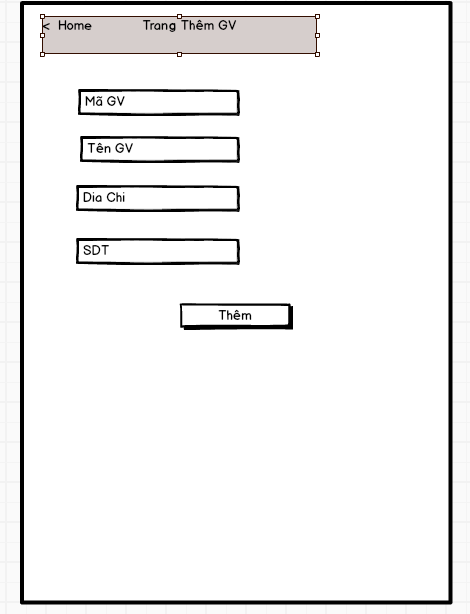 < Home Trang Thêm GV
Mã GV
Tên GV
Dia Chi
SDT
Thêm